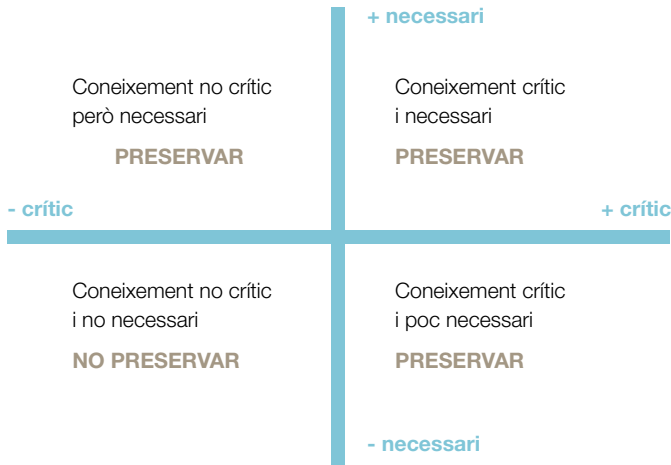 + necessari
Coneixement no crític
però necessari
PRESERVAR
Coneixement crític
i necessari
PRESERVAR
- crític
+ crític
Coneixement no crític
i no necessari
NO PRESERVAR
Coneixement crític
i poc necessari
PRESERVAR
- necessari